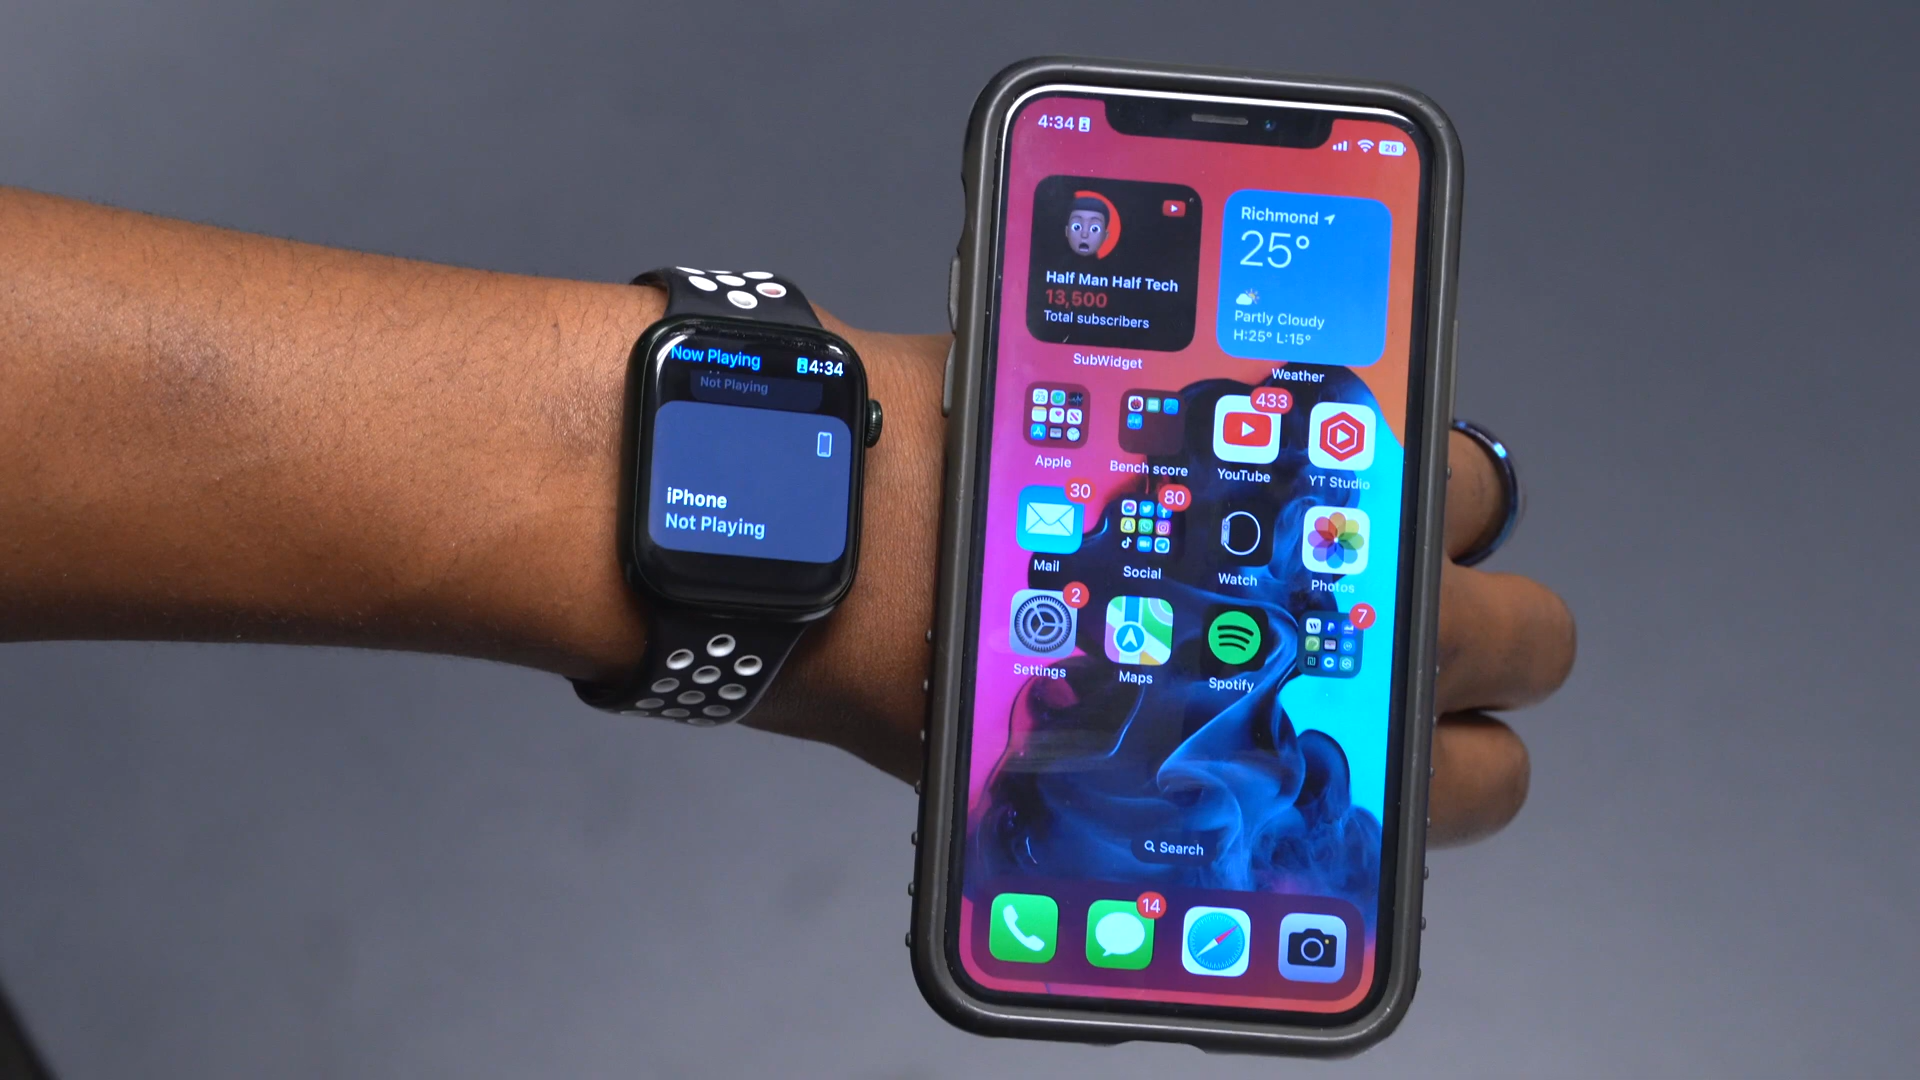 Now Playing
4:34
Not Playing
iPhone
Not Playing
4:34
26
Half Man Half Tech
13,500
Total subscribers
SubWidget
Richmond
25°
Partly Cloudy
H:25° L:15°
Weather
Apple
Bench score
433
YouTube
YT Studio
30
Mail
80
Social
Watch
Photos
2
Settings
Maps
Spotify
7
Search
14